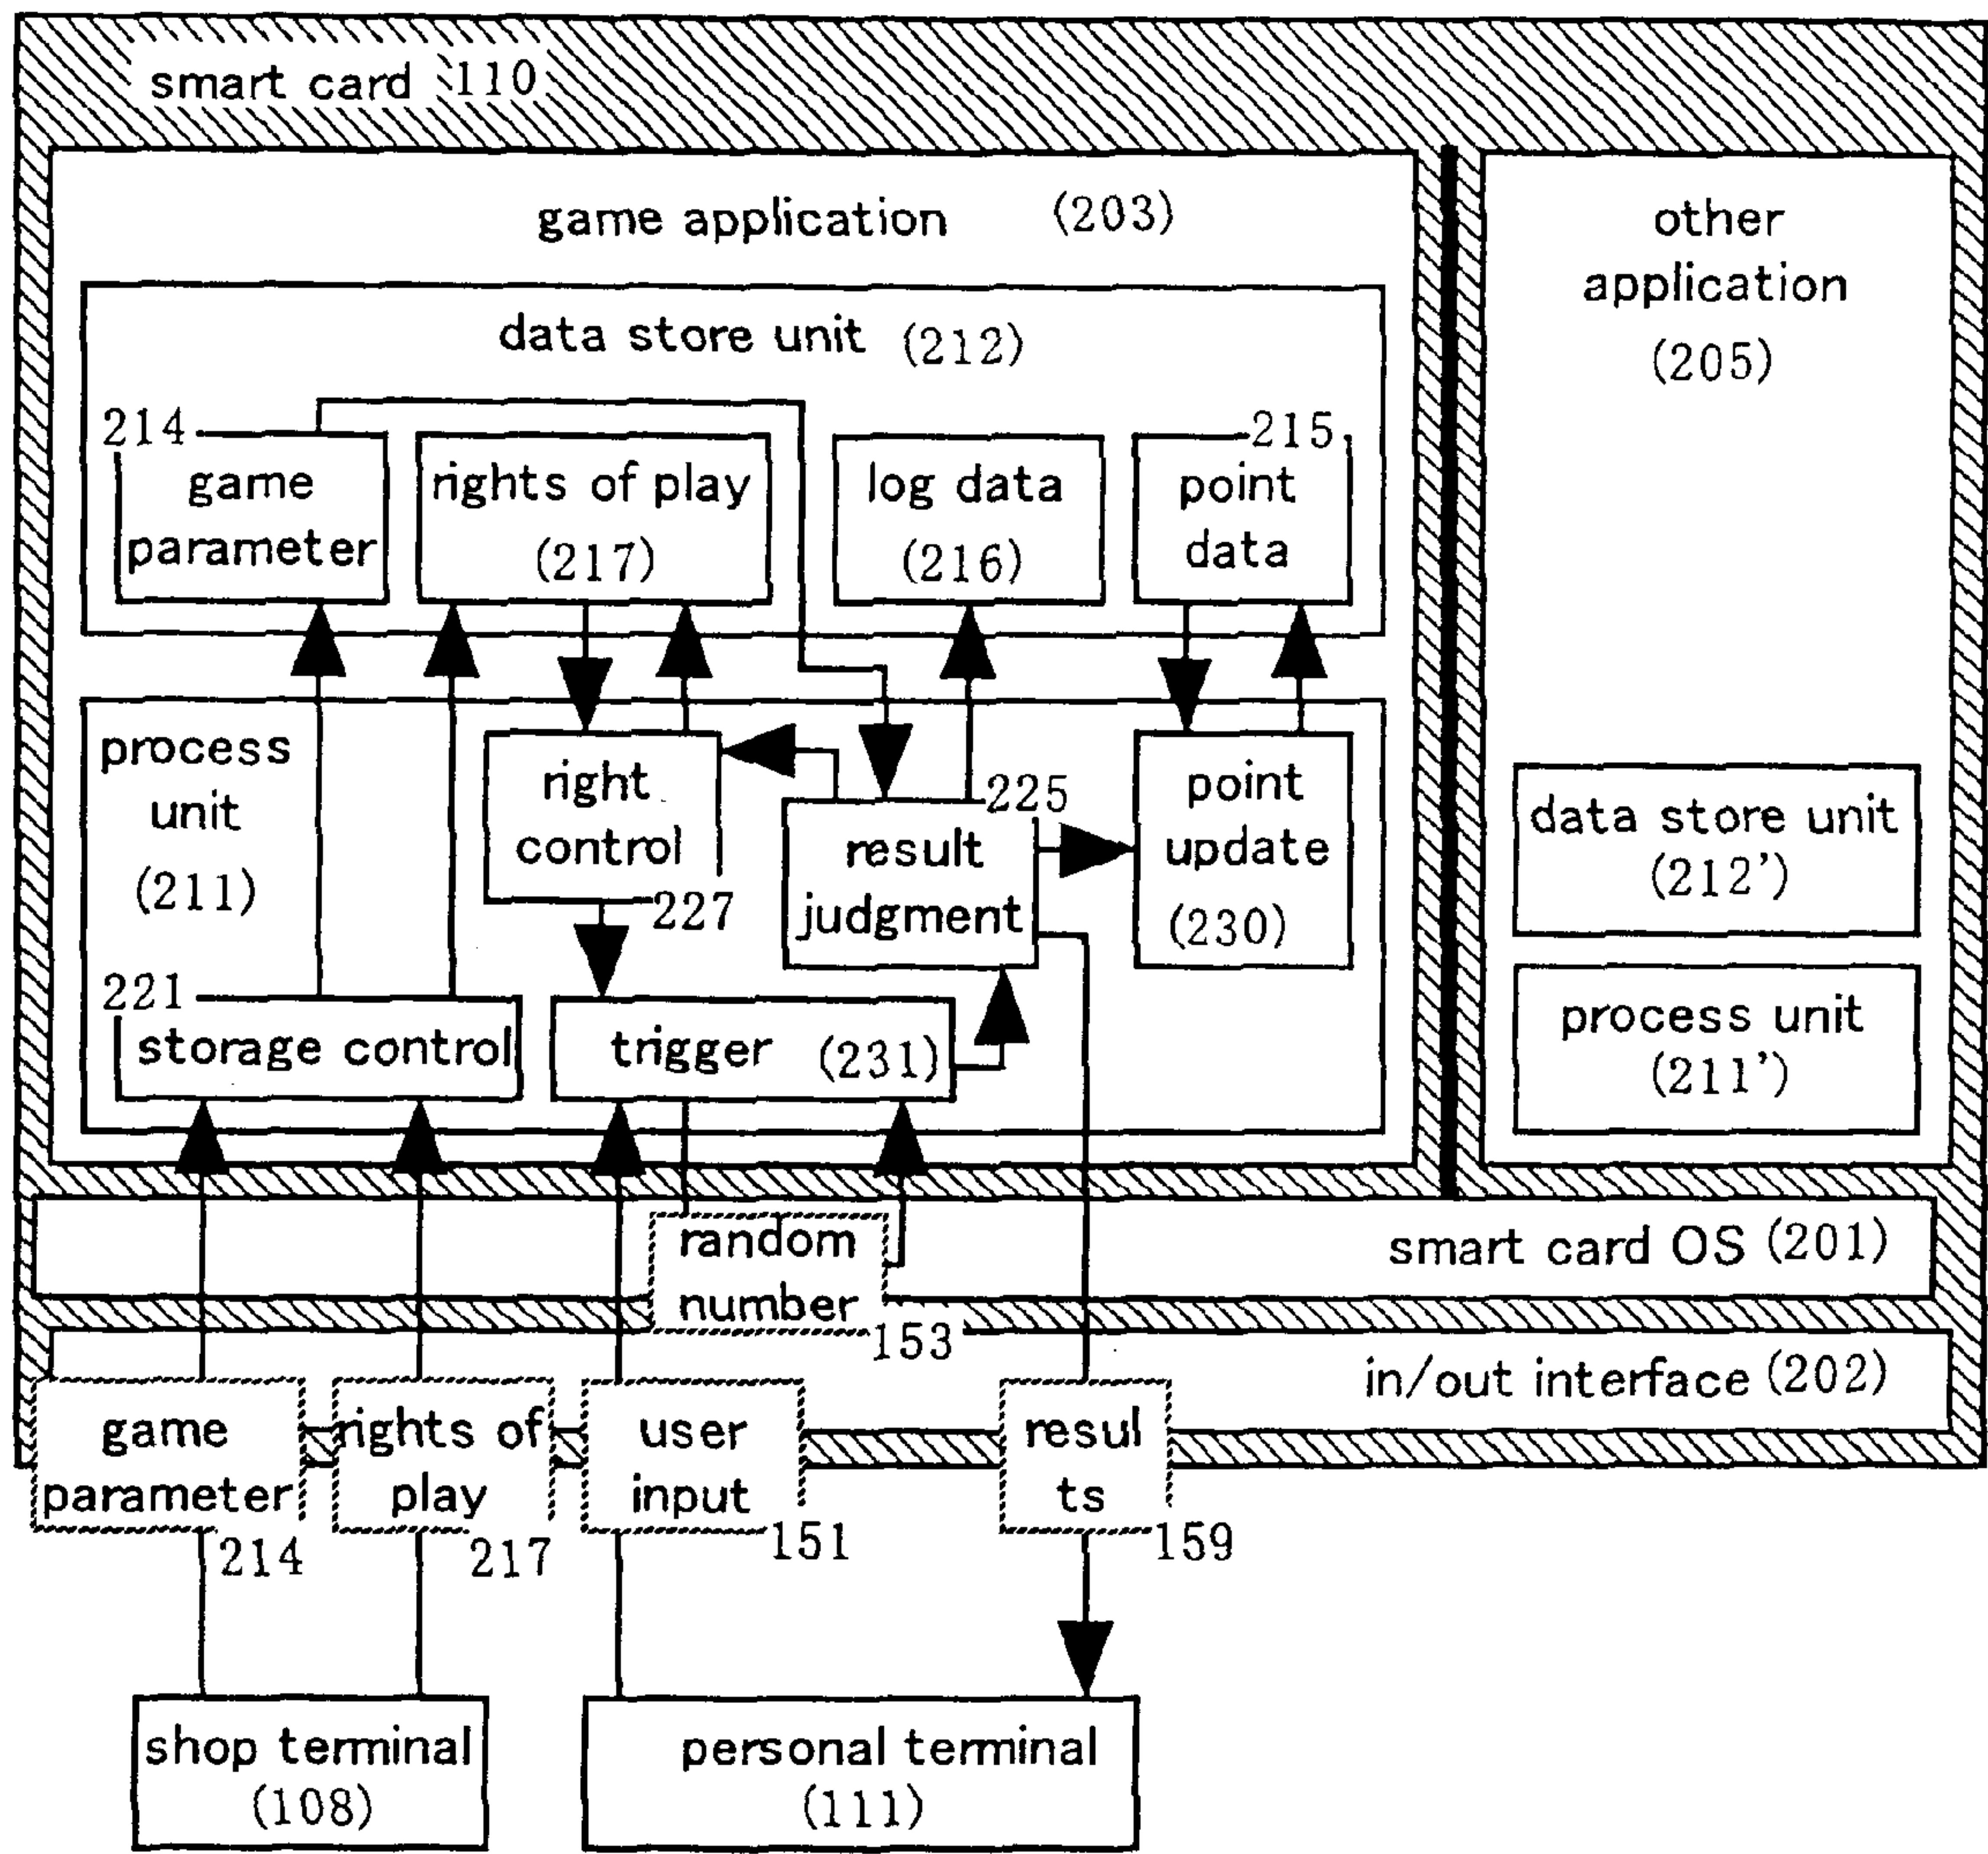 smart card 110
game application (203)
other
application
(205)
data store unit (212)
214
game
parameter
rights of play
(217)
log data
(216)
215
point
data
process
unit
(211)
right
control
227
225
result
judgment
point
update
(230)
data store unit
(212')
process unit
(211')
221
storage control
trigger (231)
random
number
153
smart card OS (201)
in/out interface (202)
game
parameter
214
rights of
play
217
user
input
151
resul
ts
159
shop terminal
(108)
personal terminal
(111)